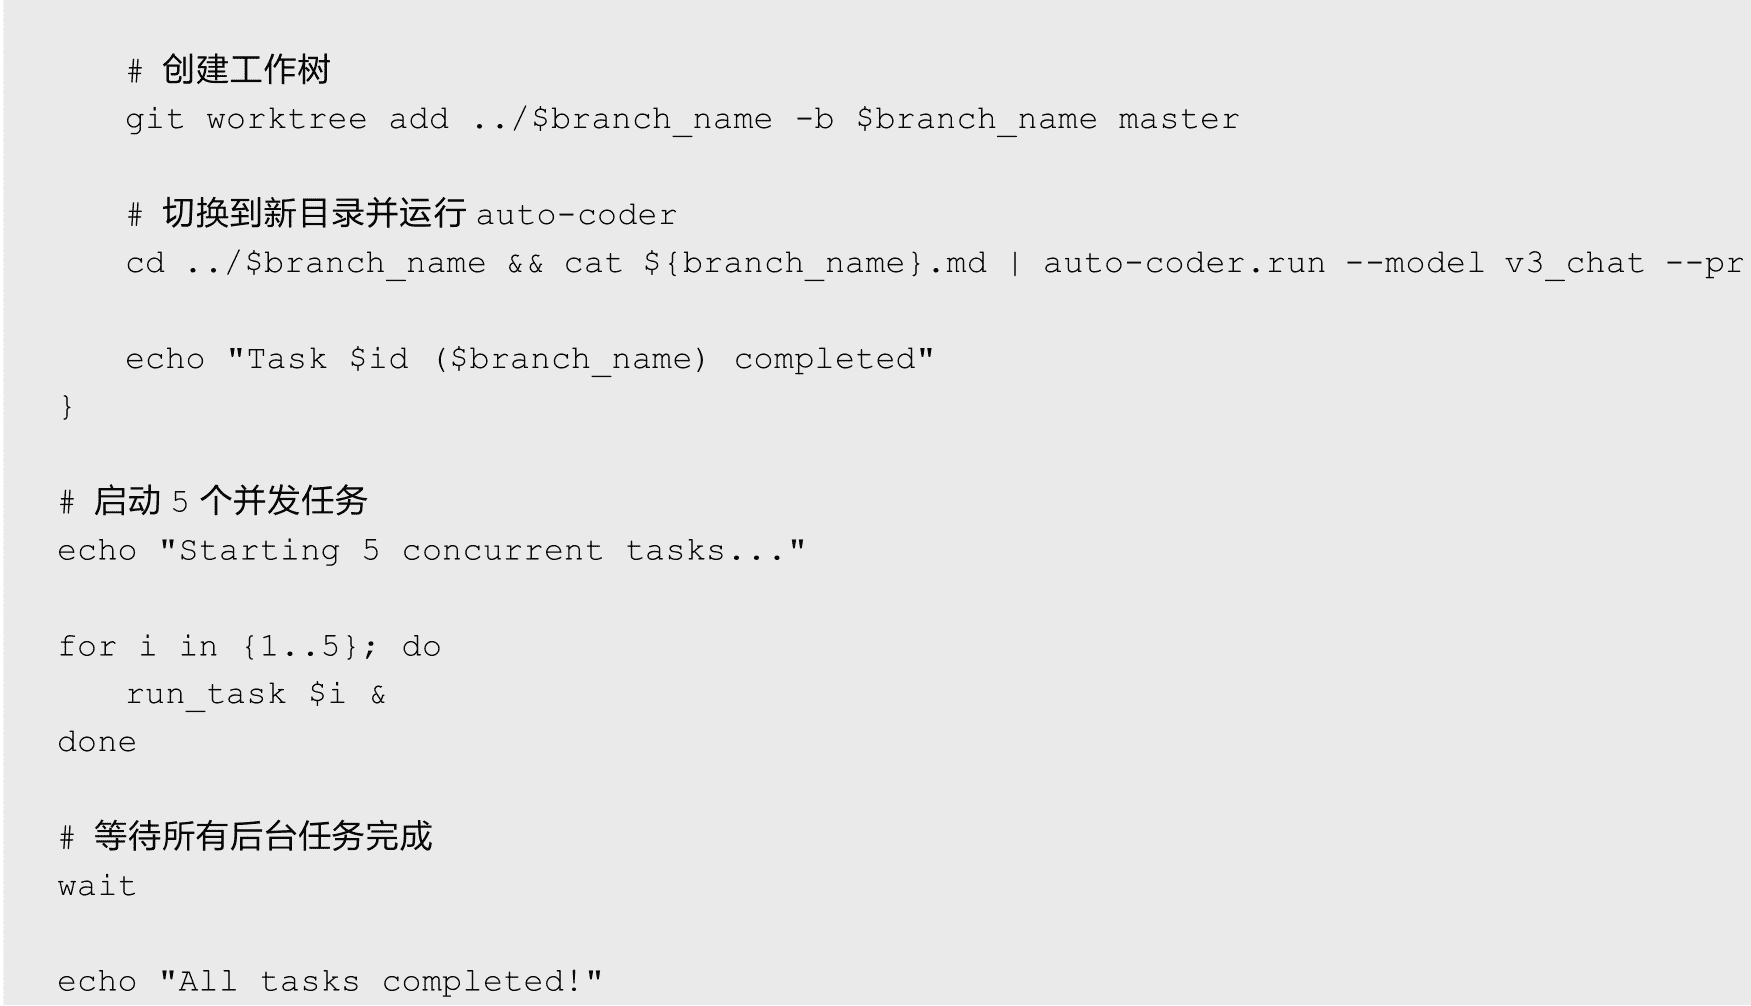 # 创建工作树
git worktree add ../$branch_name -b $branch_name master
# 切换到新目录并运行 auto-coder
cd ../$branch_name && cat ${branch_name}.md | auto-coder.run --model v3_chat --pr
echo "Task $id ($branch_name) completed"
}
# 启动 5 个并发任务
echo "Starting 5 concurrent tasks..."
for i in {1..5}; do
run_task $i &
done
# 等待所有后台任务完成
wait
echo "All tasks completed!"